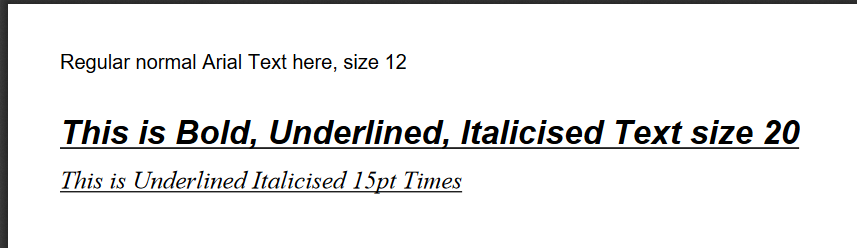 Regular normal Arial Text here, size 12
This is Bold, Underlined, Italicised Text size 20
This is Underlined Italicised 15pt Times